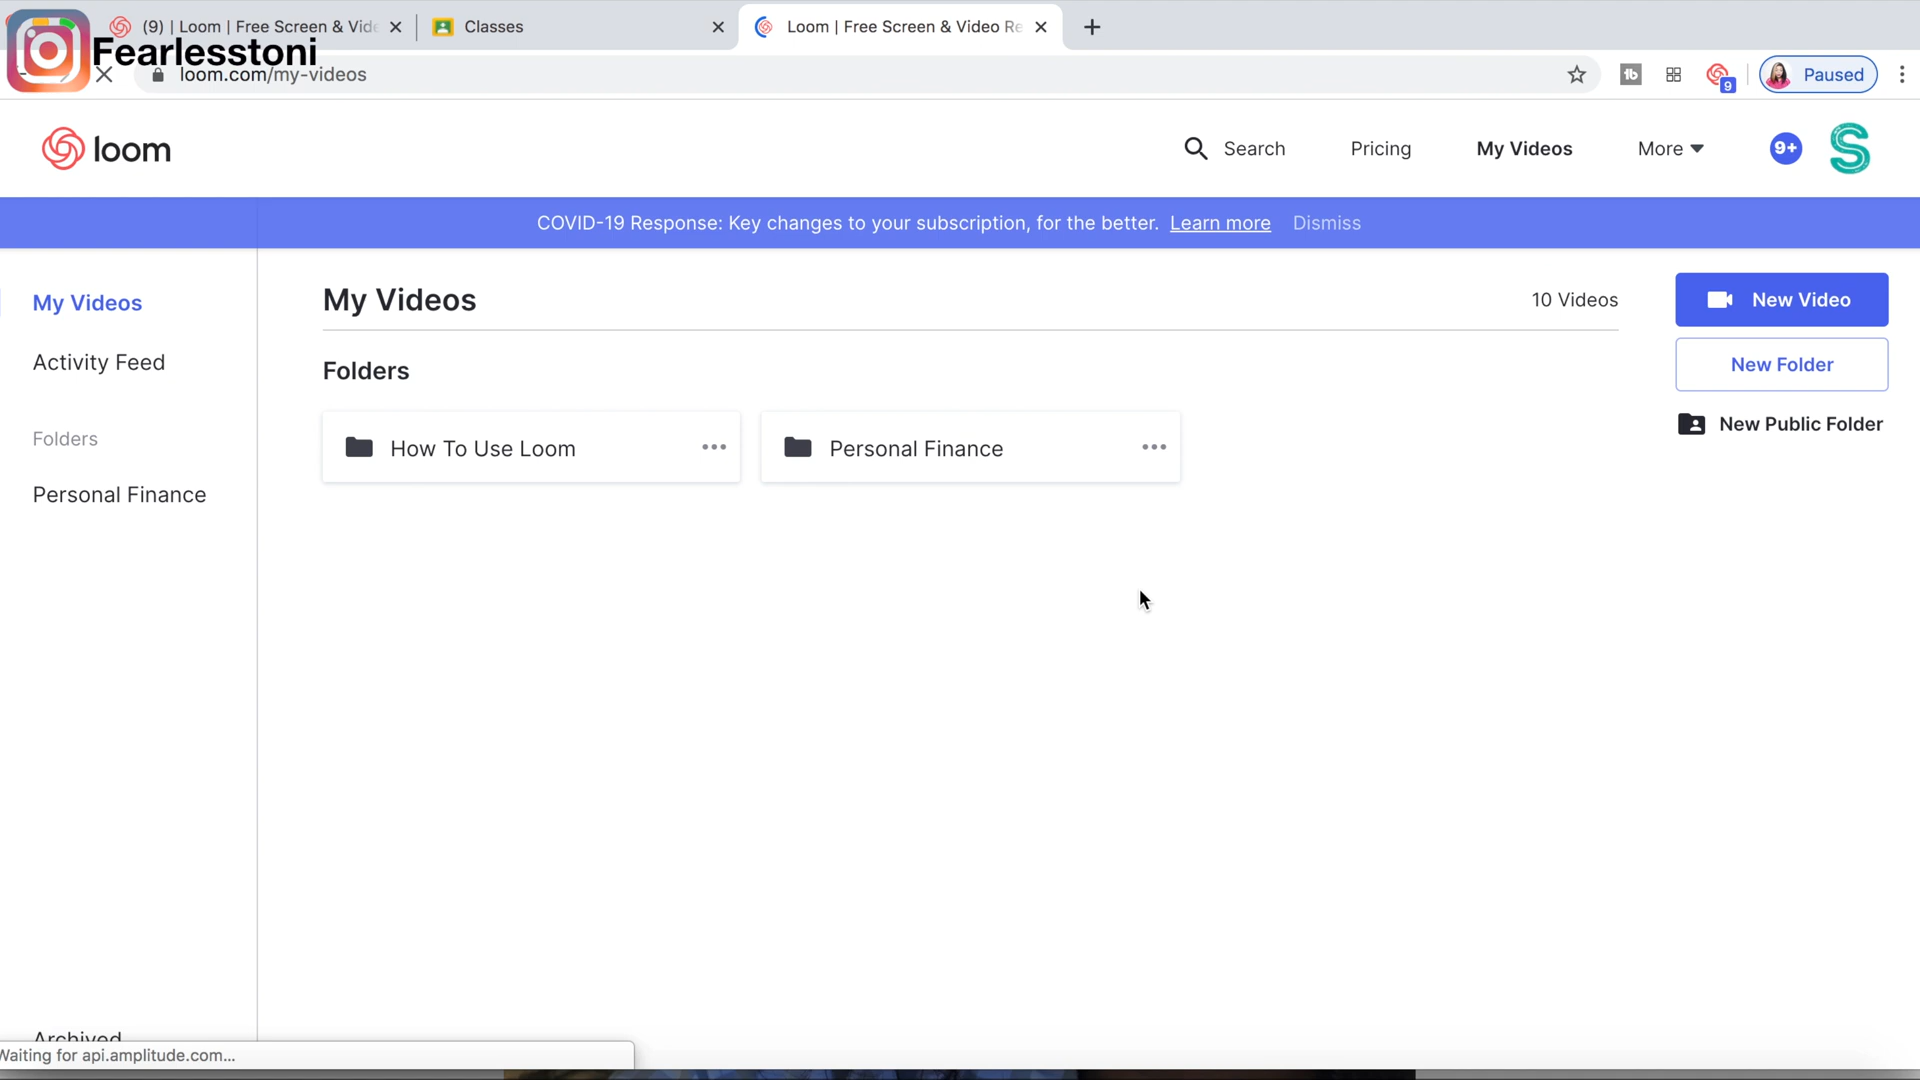 (9) | Loom | Free Screen & Vide
Classes
Loom | Free Screen & Video Re
Fearlesstoni
loom.com/my-videos
tb
9
Paused
loom
Search
Pricing
My Videos
More
9+
S
COVID-19 Response: Key changes to your subscription, for the better. Learn more Dismiss
My Videos
Activity Feed
Folders
Personal Finance
Archived
My Videos
10 Videos
Folders
How To Use Loom
Personal Finance
New Video
New Folder
New Public Folder
Waiting for api.amplitude.com...